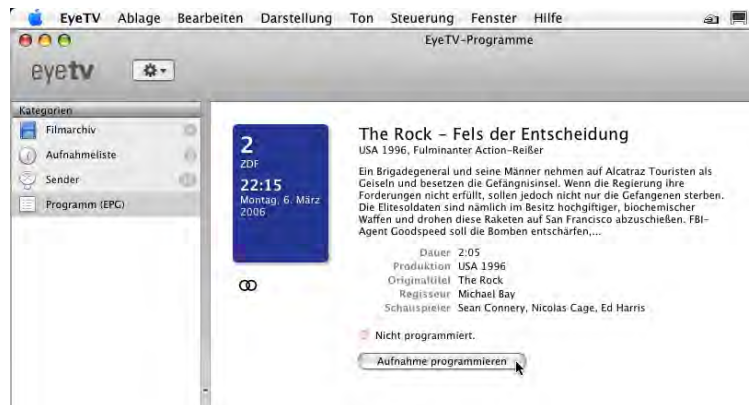 EyeTV Ablage Bearbeiten Darstellung Ton Steuerung Fenster Hilfe
EyeTV-Programme
eyetv
Kategorien
Filmarchiv
Aufnahmeliste
Sender
Programm (EPG)
2
ZDF
22:15
Montag, 6. März
2006
The Rock – Fels der Entscheidung
USA 1996, Fulminanter Action-Reißer
Ein Brigadegeneral und seine Männer nehmen auf Alcatraz Touristen als
Geiseln und besetzen die Gefängnisinsel. Wenn die Regierung ihre
Forderungen nicht erfüllt, sollen jedoch nicht nur die Gefangenen sterben.
Die Elitesoldaten sind nämlich im Besitz hochgiftiger, biochemischer
Waffen und drohen diese Raketen auf San Francisco abzuschießen. FBI-
Agent Goodspeed soll die Bomben entschärfen,...
Dauer 2:05
Produktion USA 1996
Originaltitel The Rock
Regisseur Michael Bay
Schauspieler Sean Connery, Nicolas Cage, Ed Harris
Nicht programmiert.
Aufnahme programmieren